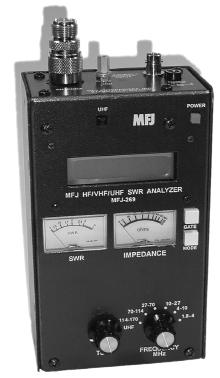 UHF
MFJ
POWER
MFJ HF/VHF/UHF SWR ANALYZER
MFJ-269
GATE
MODE
SWR
IMPEDANCE
27-70
10-27
70-114
4-10
114-170
1.8-4
UHF
FREQUENCY
MHz